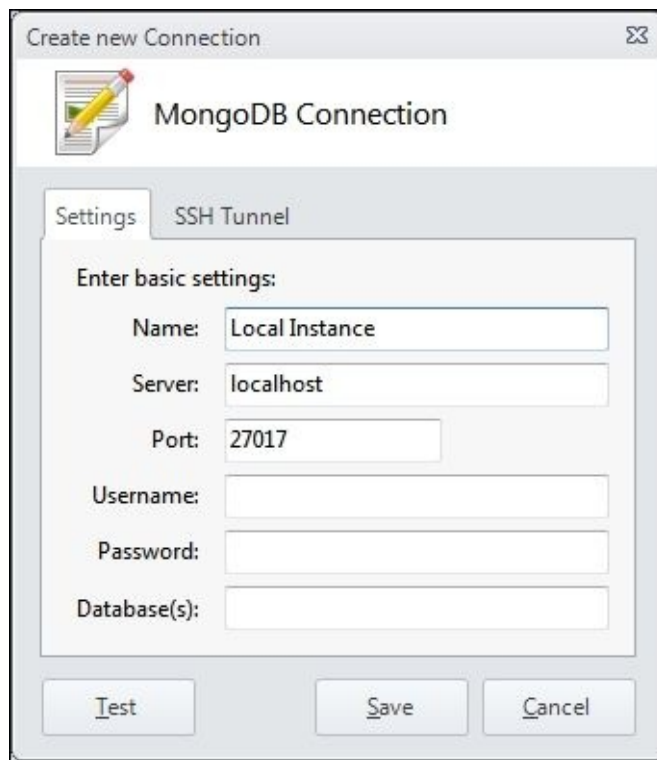 Create new Connection
MongoDB Connection
Settings SSH Tunnel
Enter basic settings:
Name: Local Instance
Server: localhost
Port: 27017
Username:
Password:
Database(s):
Test Save Cancel